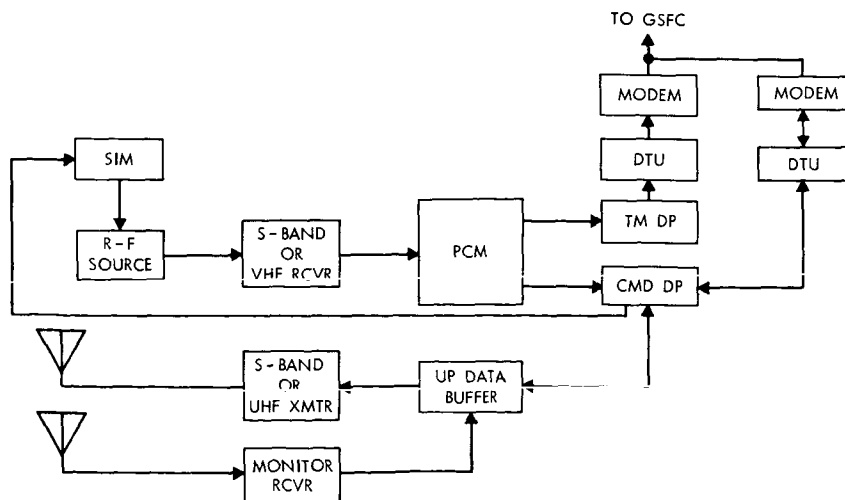 TO GSFC
MODEM
MODEM
SIM
DTU
DTU
R-F
SOURCE
S-BAND
OR
VHF RCVR
PCM
TM DP
CMD DP
S-BAND
OR
UHF XMTR
UP DATA
BUFFER
MONITOR
RCVR